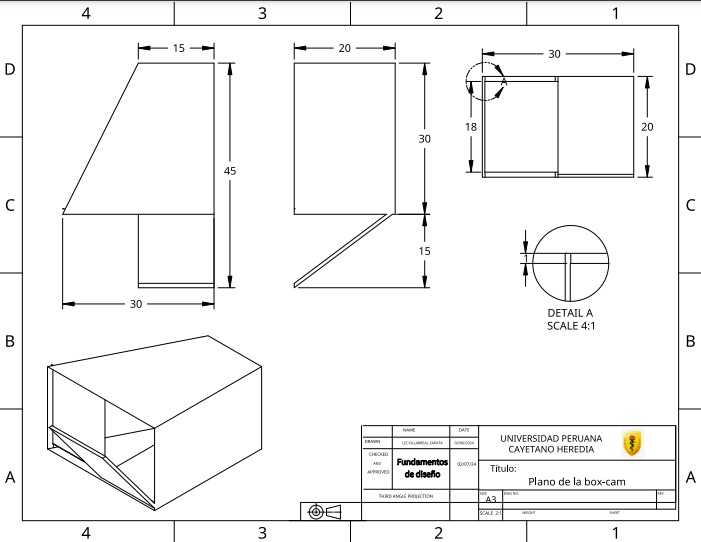 4 3 2 1
D D
C C
B B
A A
15
45
30
20
30
15
30
A
18
20
1
DETAIL A
SCALE 4:1
NAME DATE
DRAWN LIZ VILLARREAL ZAPATA 02/06/2024
CHECKED
AND
APPROVED
Fundamentos
de diseño
02/07/24
THIRD ANGLE PROJECTION
UNIVERSIDAD PERUANA
CAYETANO HEREDIA
Título:
Plano de la box-cam
SIZE DWG NO. REV.
A3
SCALE 2:1 WEIGHT SHEET
4 3 2 1